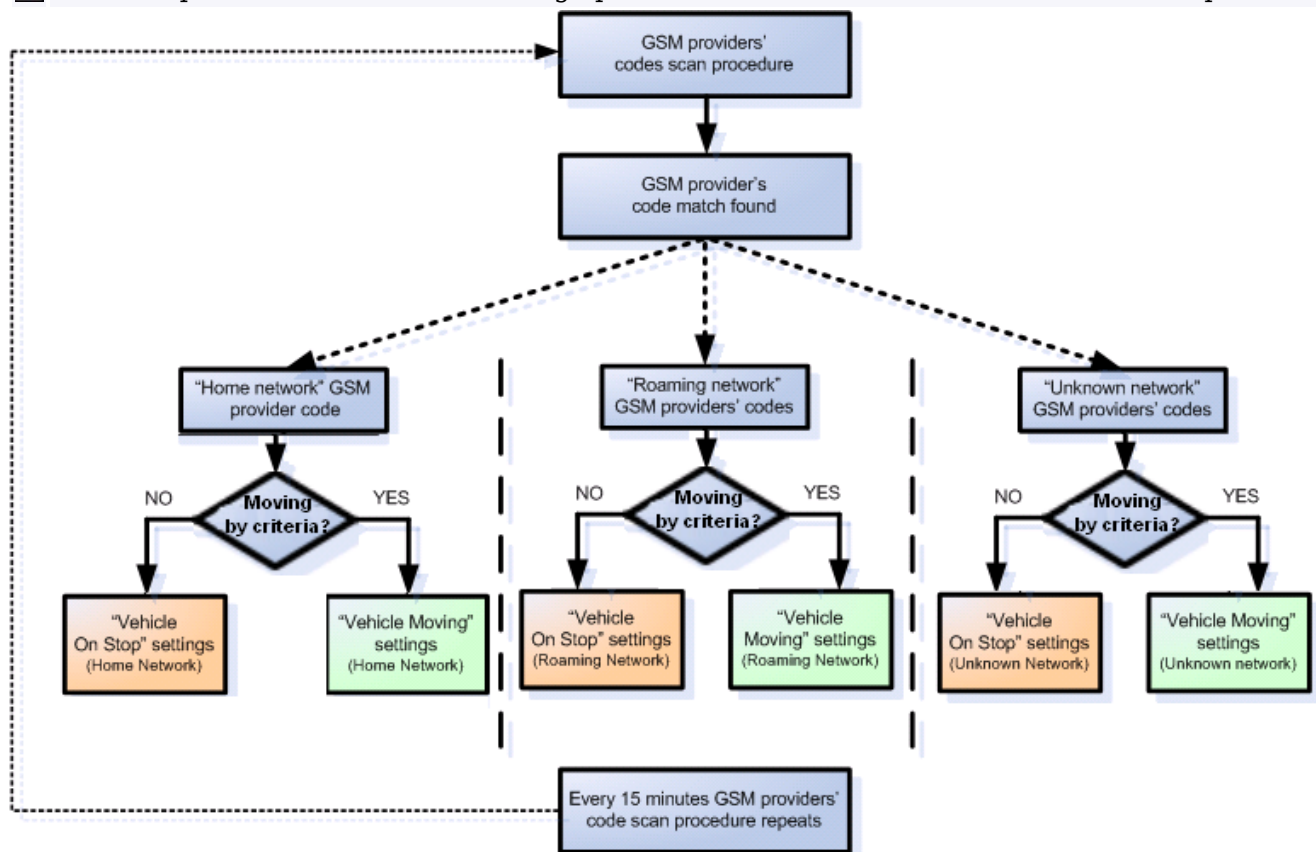 GSM providers'
codes scan procedure
GSM provider's
code match found
“Home network” GSM
provider code
“Roaming network”
GSM providers' codes
“Unknown network”
GSM providers' codes
NO
Moving
by criteria?
YES
NO
Moving
by criteria?
YES
NO
Moving
by criteria?
YES
“Vehicle
On Stop” settings
(Home Network)
“Vehicle Moving”
settings
(Home Network)
“Vehicle
On Stop” settings
(Roaming Network)
“Vehicle
Moving” settings
(Roaming Network)
“Vehicle
On Stop” settings
(Unknown Network)
“Vehicle Moving”
settings
(Unknown network)
Every 15 minutes GSM providers'
code scan procedure repeats